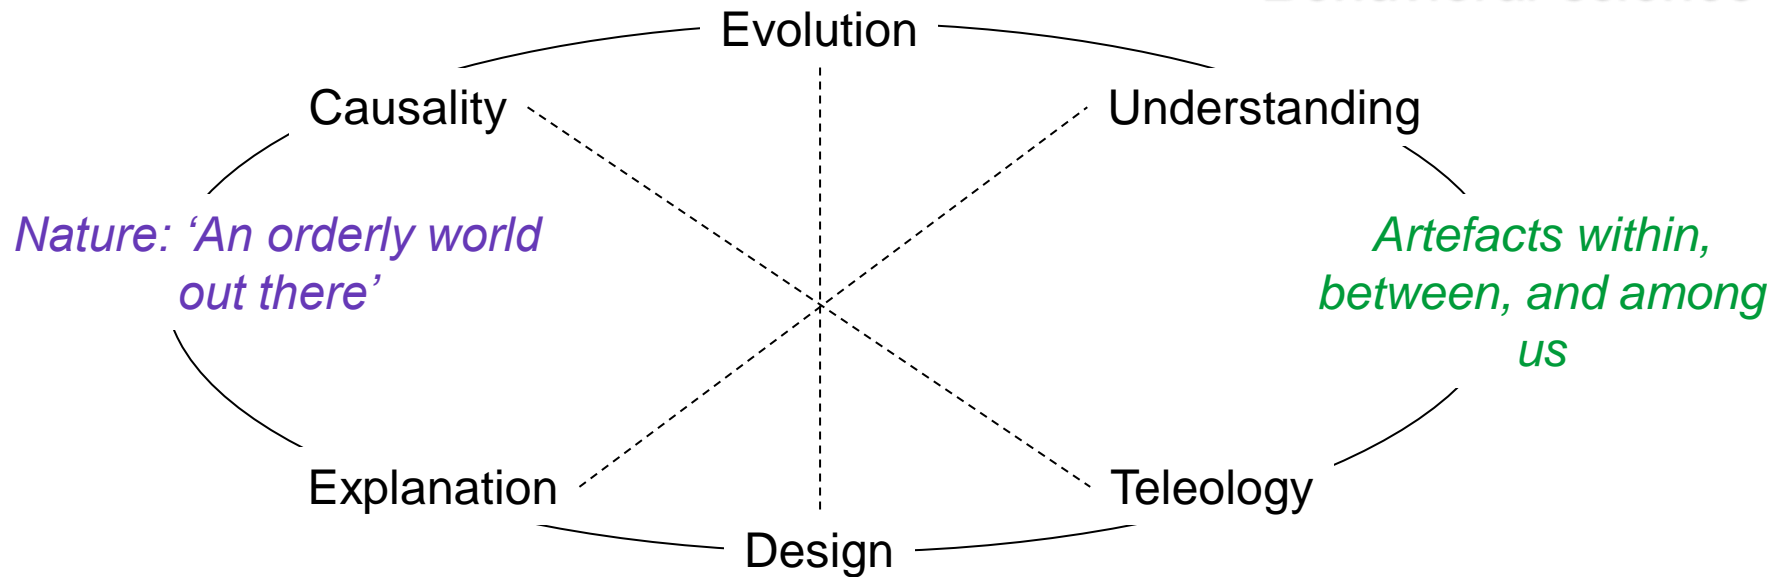 Evolution
Causality
Understanding
Nature: ‘An orderly world
out there’
Artefacts within,
between, and among
us
Explanation
Teleology
Design